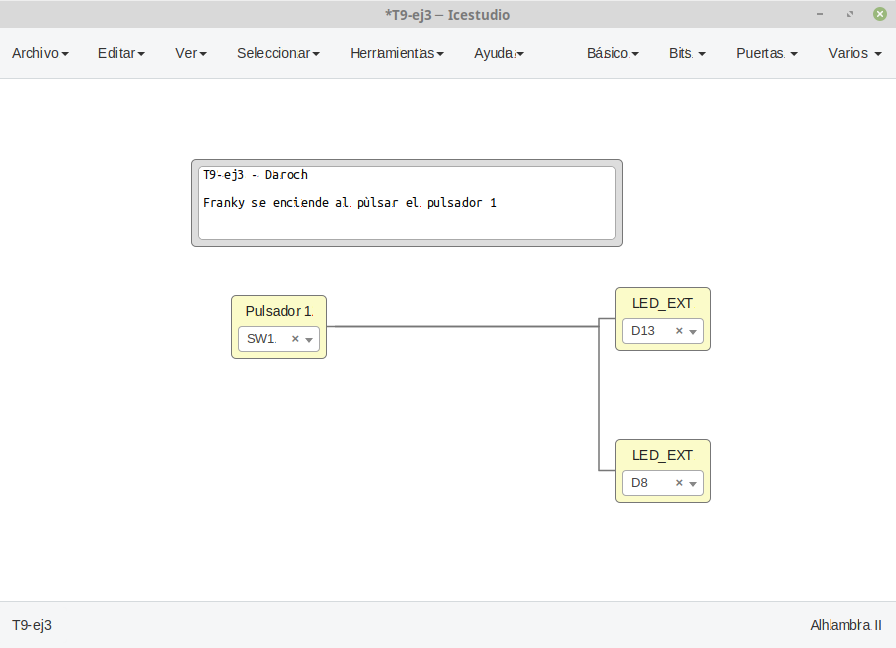 *T9-ej3 – Icestudio
Archivo Editar Ver Seleccionar Herramientas Ayuda Básico Bits Puertas Varios
T9-ej3 - Daroch
Franky se enciende al pulsar el pulsador 1
Pulsador 1
SW1
LED_EXT
D13
LED_EXT
D8
T9-ej3
Alhambra II